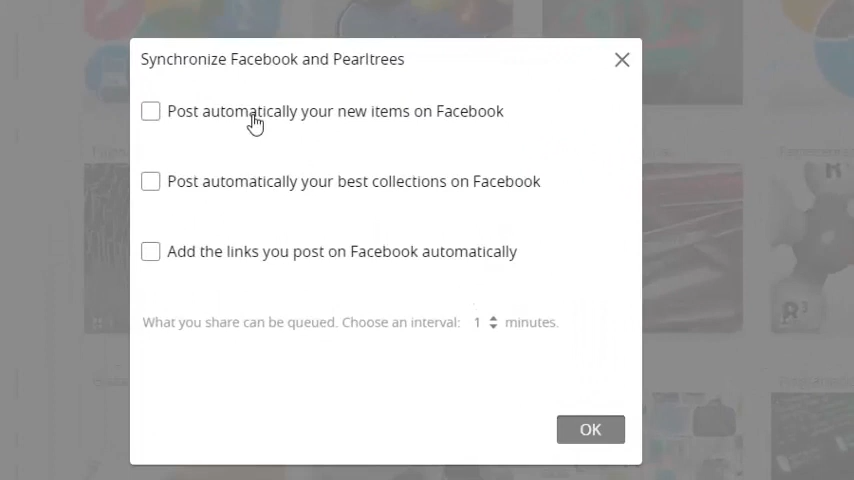 Synchronize Facebook and Pearltrees
Post automatically your new items on Facebook
Post automatically your best collections on Facebook
Add the links you post on Facebook automatically
What you share can be queued. Choose an interval: 1 minutes.
OK